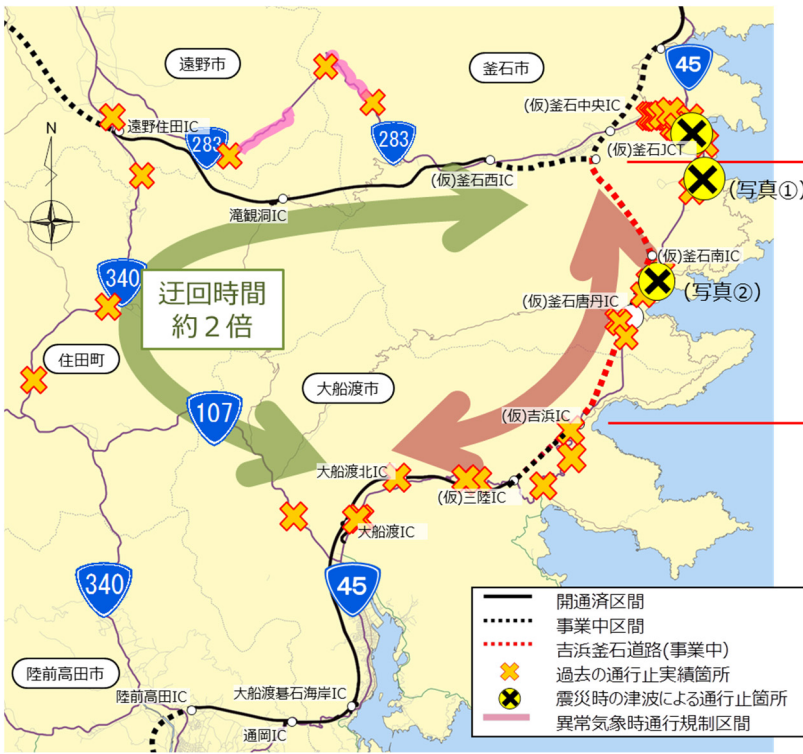 遠野市
釜石市
45
(仮)釜石中央IC
遠野住田IC
283
283
(仮)釜石JCT
(仮)釜石西IC
(写真①)
N
滝観洞IC
(仮)釜石南IC
340
迂回時間
約２倍
(写真②)
(仮)釜石唐丹IC
住田町
大船渡市
107
(仮)吉浜IC
大船渡北IC
(仮)三陸IC
大船渡IC
340
45
開通済区間
事業中区間
吉浜釜石道路(事業中)
過去の通行止実績箇所
震災時の津波による通行止箇所
異常気象時通行規制区間
陸前高田市
陸前高田IC
大船渡碁石海岸IC
通岡IC